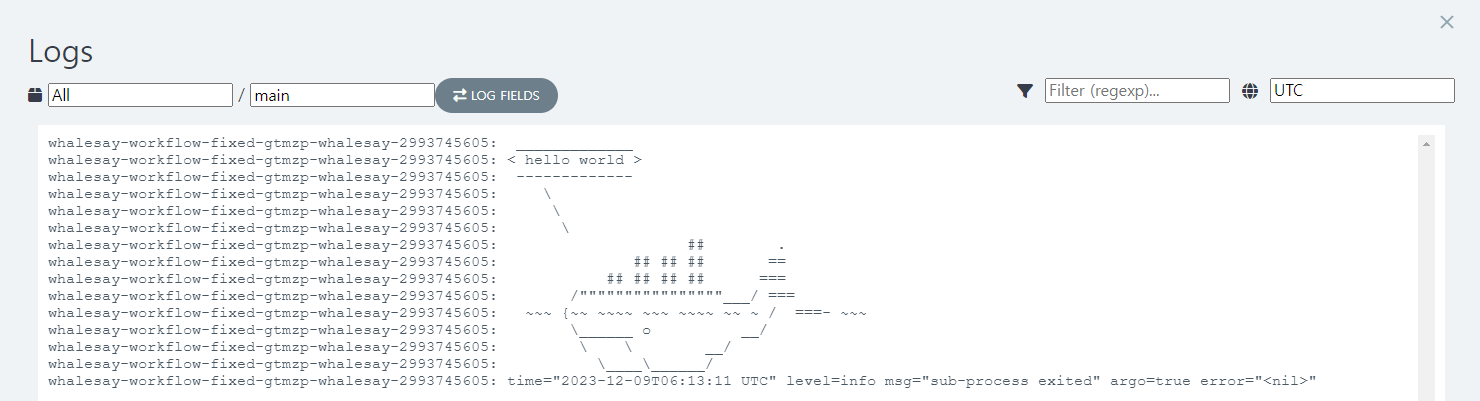 Logs
All / main LOG FIELDS Filter (regexp)... UTC
whalesay-workflow-fixed-gtmzp-whalesay-2993745605:  _____________
whalesay-workflow-fixed-gtmzp-whalesay-2993745605: < hello world >
whalesay-workflow-fixed-gtmzp-whalesay-2993745605:  -------------
whalesay-workflow-fixed-gtmzp-whalesay-2993745605:     \
whalesay-workflow-fixed-gtmzp-whalesay-2993745605:      \
whalesay-workflow-fixed-gtmzp-whalesay-2993745605:       \
whalesay-workflow-fixed-gtmzp-whalesay-2993745605:                     ##        .
whalesay-workflow-fixed-gtmzp-whalesay-2993745605:               ## ## ##       ==
whalesay-workflow-fixed-gtmzp-whalesay-2993745605:            ## ## ## ##      ===
whalesay-workflow-fixed-gtmzp-whalesay-2993745605:        /""""""""""""""""___/ ===
whalesay-workflow-fixed-gtmzp-whalesay-2993745605:   ~~~ {~~ ~~~~ ~~~ ~~~~ ~~ ~ /  ===- ~~~
whalesay-workflow-fixed-gtmzp-whalesay-2993745605:        \______ o          __/
whalesay-workflow-fixed-gtmzp-whalesay-2993745605:         \    \        __/
whalesay-workflow-fixed-gtmzp-whalesay-2993745605:           \____\______/
whalesay-workflow-fixed-gtmzp-whalesay-2993745605: time="2023-12-09T06:13:11 UTC" level=info msg="sub-process exited" argo=true error="<nil>"